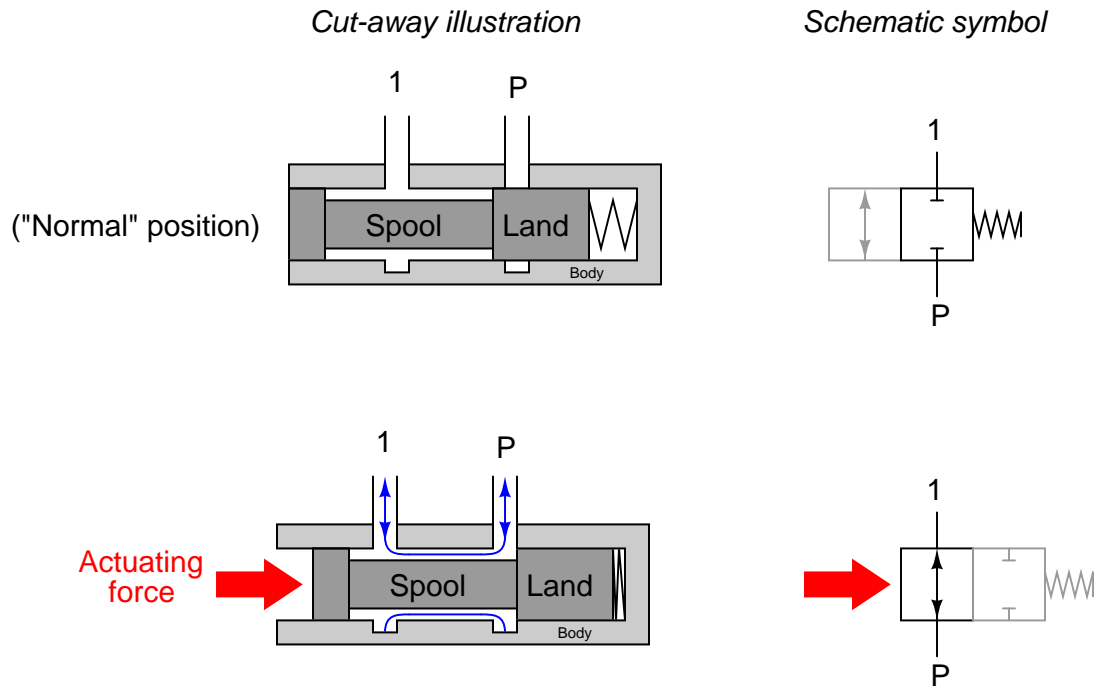 Cut-away illustration
Schematic symbol
1
P
1
("Normal" position)
Spool
Land
Body
P
1
P
1
Actuating
force
Spool
Land
Body
P